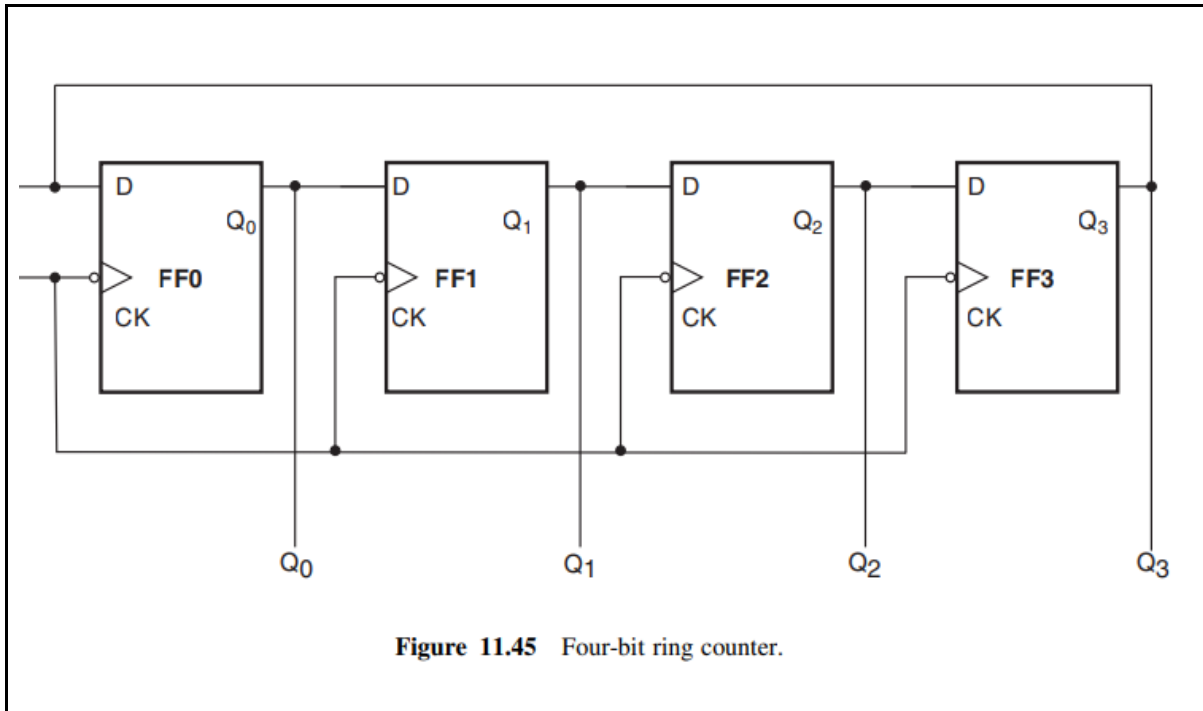 D D D D
Q₀ Q₁ Q₂ Q₃
FF0 FF1 FF2 FF3
CK CK CK CK
Q₀ Q₁ Q₂ Q₃
Figure 11.45 Four-bit ring counter.